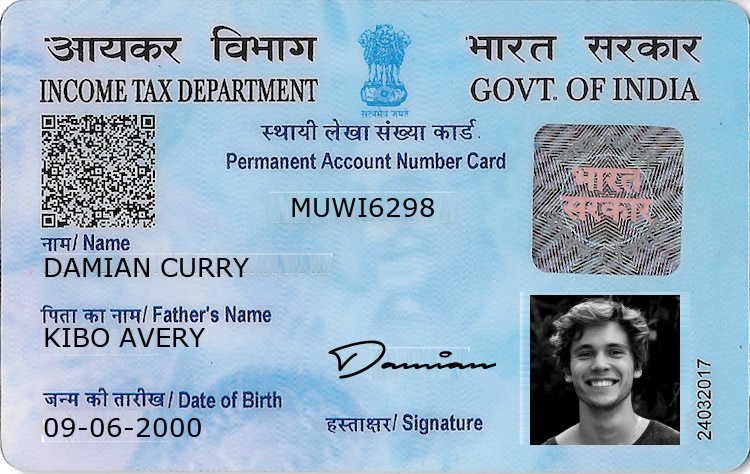 आयकर विभाग
INCOME TAX DEPARTMENT
सत्यमेव जयते
भारत सरकार
GOVT. OF INDIA
स्थायी लेखा संख्या कार्ड
Permanent Account Number Card
MUWI6298
भारत
सरकार
नाम/ Name
DAMIAN CURRY
पिता का नाम/ Father's Name
KIBO AVERY
Damian
जन्म की तारीख/ Date of Birth
09-06-2000
हस्ताक्षर/ Signature
24032017